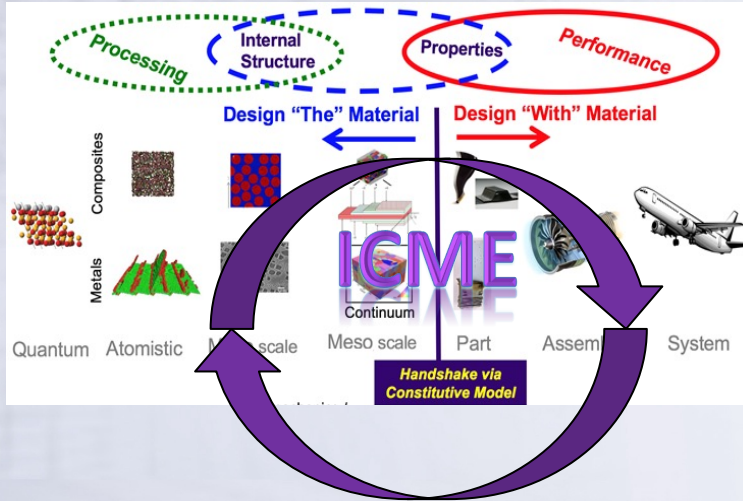 Processing
Internal
Structure
Properties
Performance
Design "The" Material
Design "With" Material
Composites
Metals
ICME
Continuum
Quantum
Atomistic
scale
Meso scale
Part
System
Handshake via
Constitutive Model